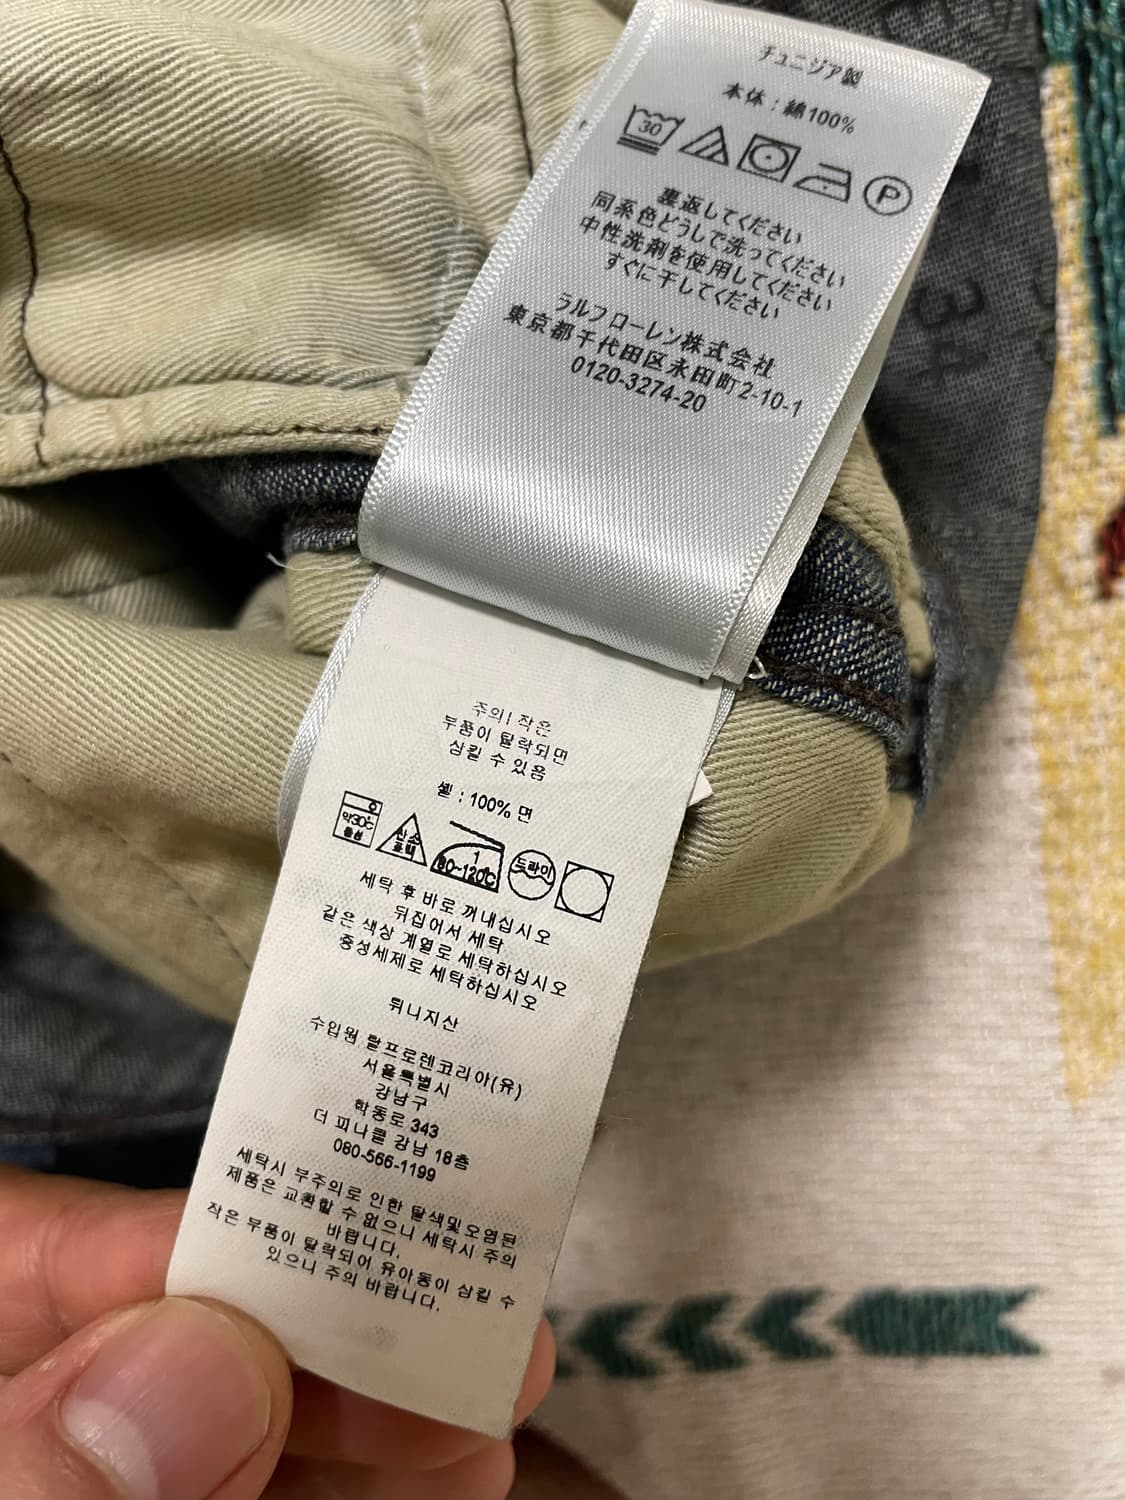 チュニジア製
本体：綿100%
30
P
裏返してください
同系色どうしで洗ってください
中性洗剤を使用してください
すぐに干してください
ラルフ ローレン株式会社
東京都千代田区永田町2-10-1
0120-3274-20
주의! 작은
부품이 탈락되면
삼킬 수 있음
쉘 : 100% 면
약30℃
중성
산소
표백
1
80~120℃
드라이
세탁 후 바로 꺼내십시오
뒤집어서 세탁
같은 색상 계열로 세탁하십시오
중성세제로 세탁하십시오
튀니지산
수입원 랄프로렌코리아(유)
서울특별시
강남구
학동로 343
더 피나클 강남 18층
080-566-1199
세탁시 부주의로 인한 탈색및오염된
제품은 교환할 수 없으니 세탁시 주의
바랍니다.
작은 부품이 탈락되어 유아동이 삼킬 수
있으니 주의 바랍니다.